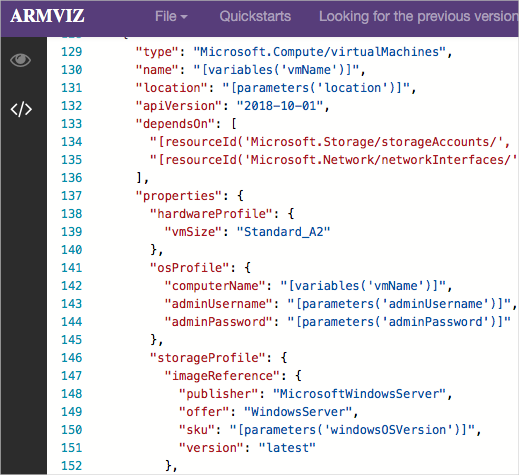 ARMVIZ File Quickstarts Looking for the previous version
129 "type": "Microsoft.Compute/virtualMachines",
130 "name": "[variables('vmName')]",
131 "location": "[parameters('location')]",
132 "apiVersion": "2018-10-01",
133 "dependsOn": [
134 "[resourceId('Microsoft.Storage/storageAccounts/',
135 "[resourceId('Microsoft.Network/networkInterfaces/'
136 ],
137 "properties": {
138 "hardwareProfile": {
139 "vmSize": "Standard_A2"
140 },
141 "osProfile": {
142 "computerName": "[variables('vmName')]",
143 "adminUsername": "[parameters('adminUsername')]",
144 "adminPassword": "[parameters('adminPassword')]"
145 },
146 "storageProfile": {
147 "imageReference": {
148 "publisher": "MicrosoftWindowsServer",
149 "offer": "WindowsServer",
150 "sku": "[parameters('windowsOSVersion')]",
151 "version": "latest"
152 },